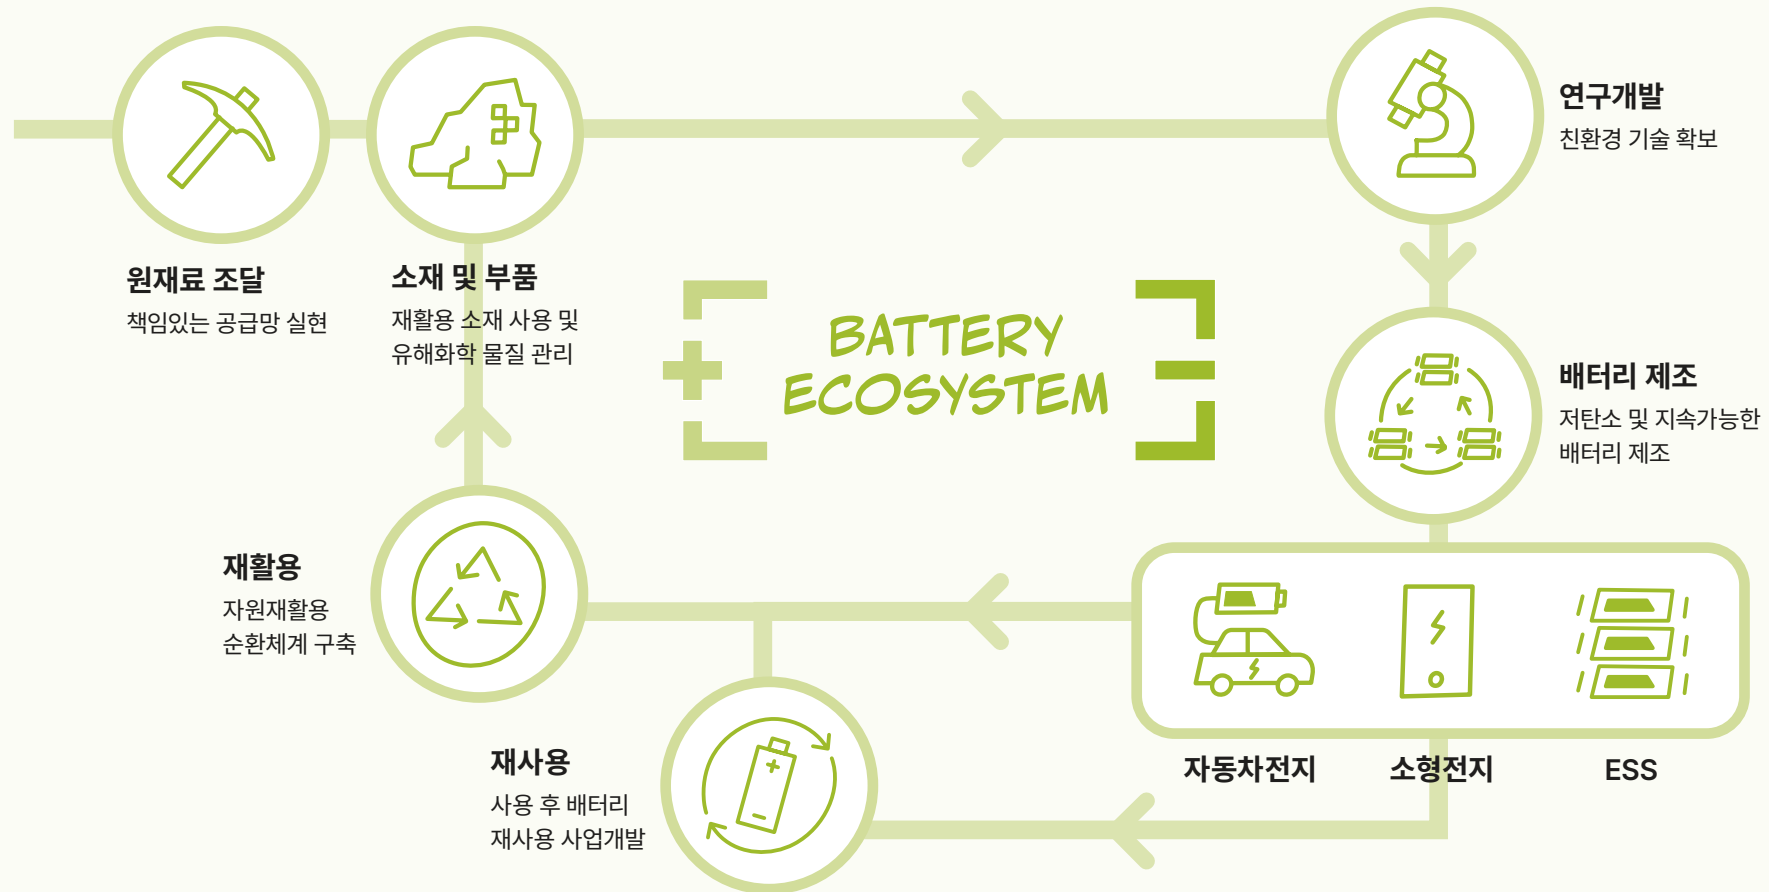 원재료 조달
책임있는 공급망 실현
소재 및 부품
재활용 소재 사용 및
유해화학 물질 관리
연구개발
친환경 기술 확보
BATTERY
ECOSYSTEM
배터리 제조
저탄소 및 지속가능한
배터리 제조
재활용
자원재활용
순환체계 구축
재사용
사용 후 배터리
재사용 사업개발
자동차전지
소형전지
ESS